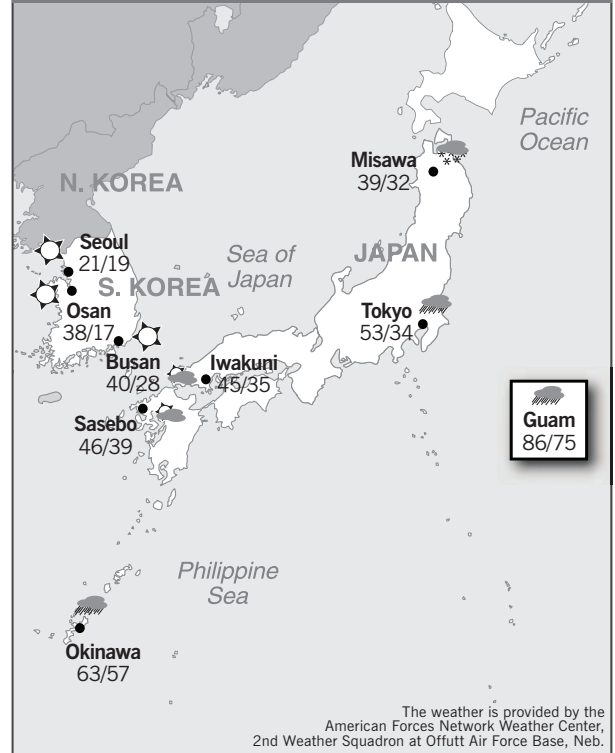 Pacific
Ocean
Misawa
39/32
N. KOREA
Seoul
21/19
Sea of
Japan
JAPAN
S. KOREA
Osan
38/17
Tokyo
53/34
Busan
40/28
Iwakuni
45/35
Sasebo
46/39
Guam
86/75
Philippine
Sea
Okinawa
63/57
The weather is provided by the
American Forces Network Weather Center,
2nd Weather Squadron at Offutt Air Force Base, Neb.